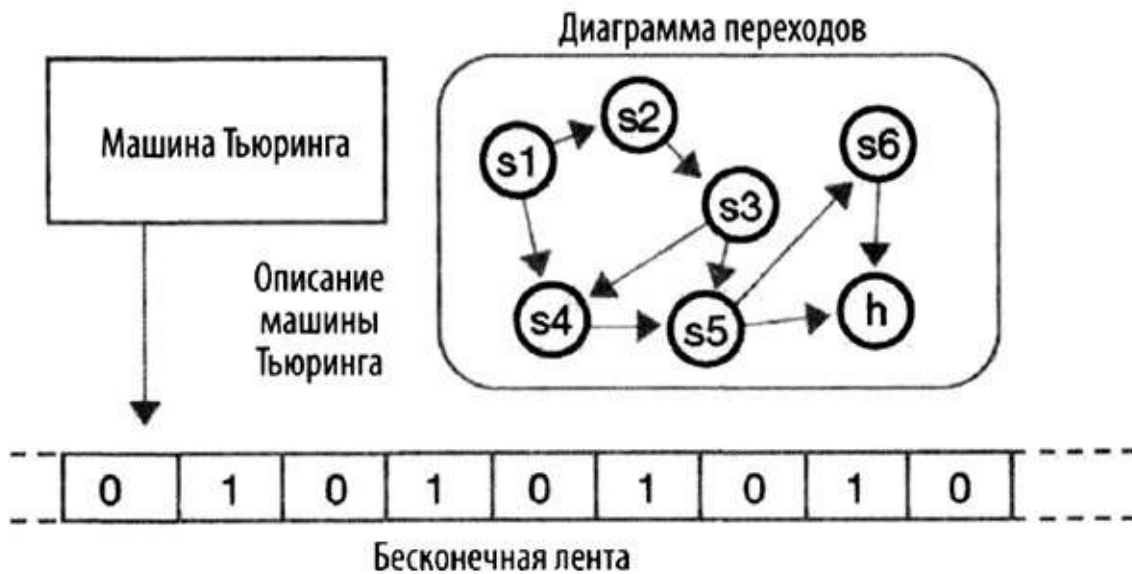 Диаграмма переходов
Машина Тьюринга
s1
s2
s3
s4
s5
s6
h
Описание
машины
Тьюринга
0 1 0 1 0 1 0 1 0
Бесконечная лента